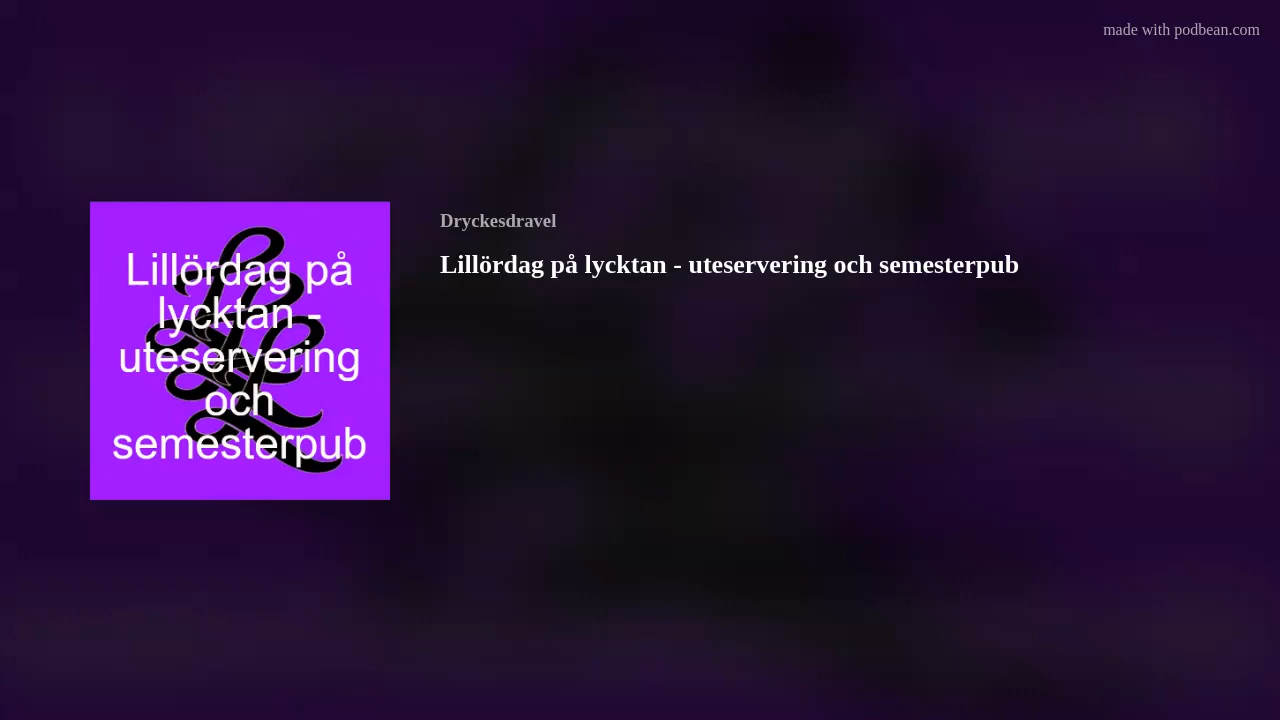 made with podbean.com
Lillördag på
lycktan -
uteservering
och
semesterpub
Dryckesdravel
Lillördag på lycktan - uteservering och semesterpub